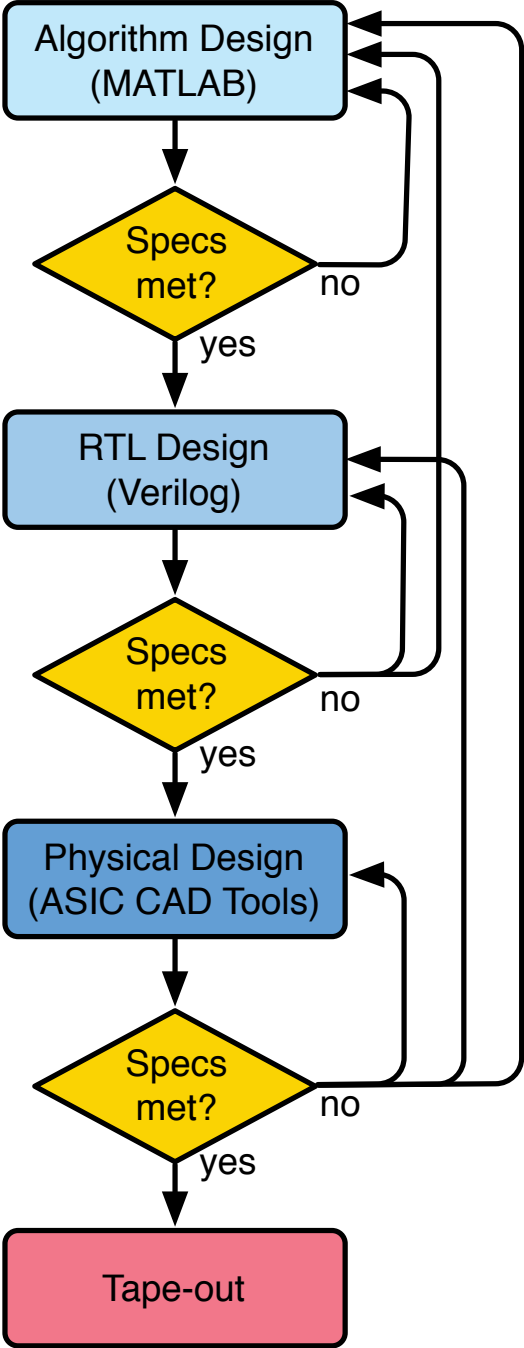 Algorithm Design
(MATLAB)
Specs
met?
no
yes
RTL Design
(Verilog)
Specs
met?
no
yes
Physical Design
(ASIC CAD Tools)
Specs
met?
no
yes
Tape-out